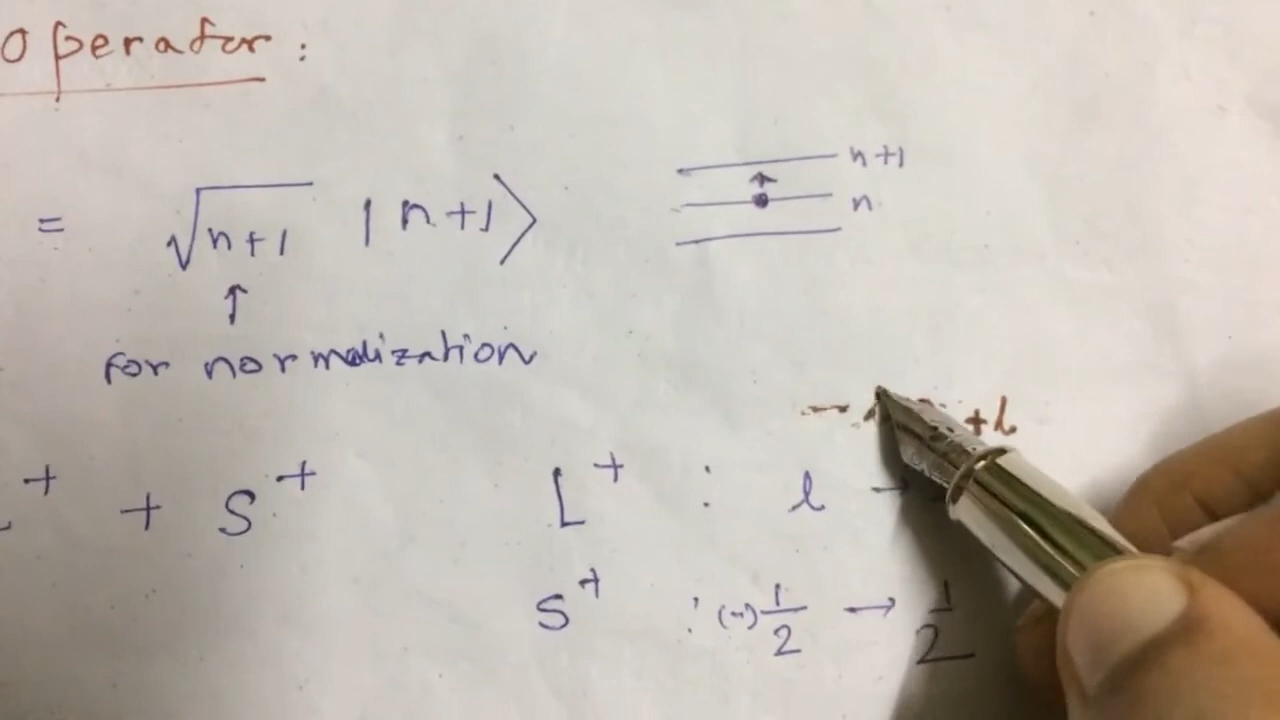 operator:
n+1
= √n+1 |n+1⟩ n
↑
for normalization
+l
+ + S⁺ L⁺ : l →
S⁺ : (-) 1/2 → 1/2